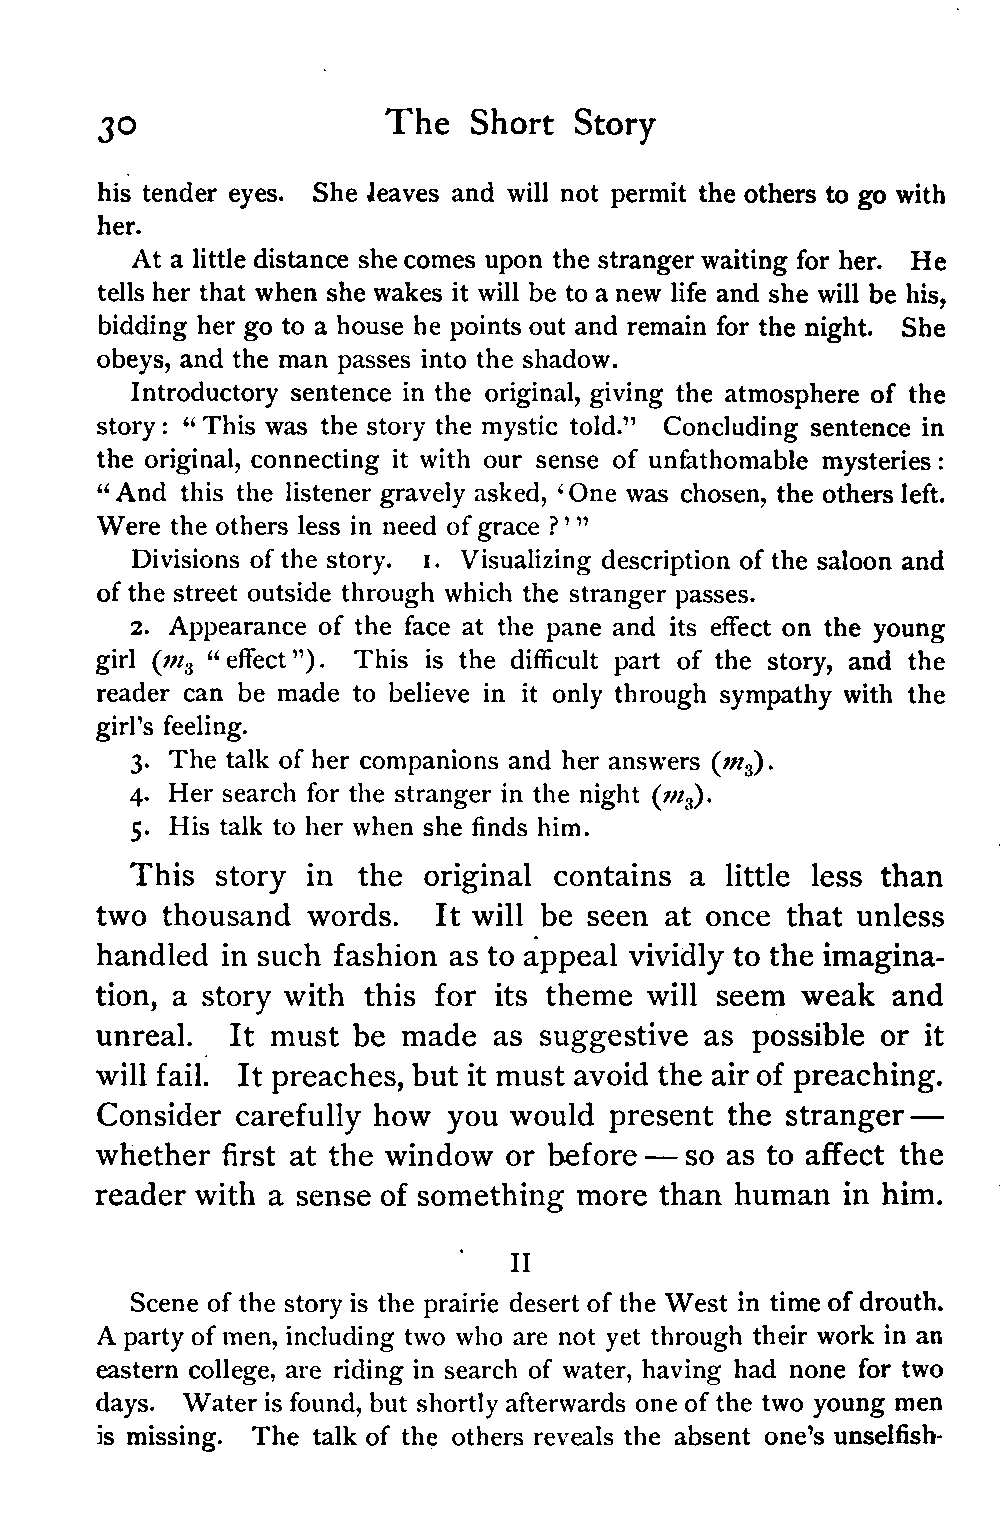 30 The Short Story
his tender eyes. She leaves and will not permit the others to go with
her.
At a little distance she comes upon the stranger waiting for her. He
tells her that when she wakes it will be to a new life and she will be his,
bidding her go to a house he points out and remain for the night. She
obeys, and the man passes into the shadow.
Introductory sentence in the original, giving the atmosphere of the
story: “This was the story the mystic told.” Concluding sentence in
the original, connecting it with our sense of unfathomable mysteries:
“And this the listener gravely asked, ‘One was chosen, the others left.
Were the others less in need of grace?’”
Divisions of the story. 1. Visualizing description of the saloon and
of the street outside through which the stranger passes.
2. Appearance of the face at the pane and its effect on the young
girl (m₃ “effect”). This is the difficult part of the story, and the
reader can be made to believe in it only through sympathy with the
girl’s feeling.
3. The talk of her companions and her answers (m₃).
4. Her search for the stranger in the night (m₃).
5. His talk to her when she finds him.
This story in the original contains a little less than
two thousand words. It will be seen at once that unless
handled in such fashion as to appeal vividly to the imagina-
tion, a story with this for its theme will seem weak and
unreal. It must be made as suggestive as possible or it
will fail. It preaches, but it must avoid the air of preaching.
Consider carefully how you would present the stranger —
whether first at the window or before — so as to affect the
reader with a sense of something more than human in him.
II
Scene of the story is the prairie desert of the West in time of drouth.
A party of men, including two who are not yet through their work in an
eastern college, are riding in search of water, having had none for two
days. Water is found, but shortly afterwards one of the two young men
is missing. The talk of the others reveals the absent one’s unselfish-